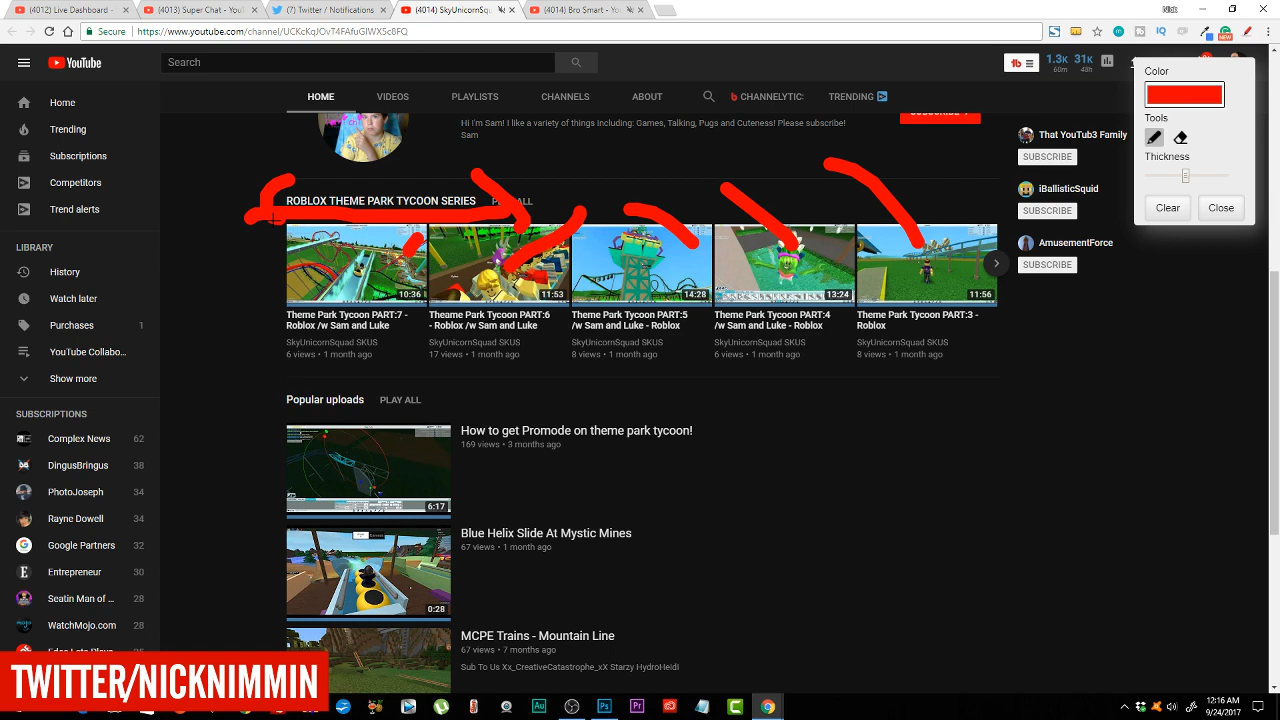 (4012) Live Dashboard -
(4013) Super Chat - Yo
(?) Twitter / Notifications
(4014) SkyUnicornSqu
(4014) Bro Smart - Yo
Nick
Secure
https://www.youtube.com/channel/UCKcKqJOvT4FAfuGIWX5c8FQ
YouTube
Search
1.3K 60m
31K 48h
HOME
VIDEOS
PLAYLISTS
CHANNELS
ABOUT
CHANNELYTIC:
TRENDING
Hi I'm Sam! I like a variety of things including: Games, Talking, Pugs and Cuteness! Please subscribe!
Sam
Home
Trending
Subscriptions
Competitors
Trend alerts
LIBRARY
History
Watch later
Purchases 1
YouTube Collabo...
Show more
SUBSCRIPTIONS
Complex News 62
DingusBringus 38
PhotoJoseph 34
Rayne Dowell 34
Google Partners 32
Entrepreneur 30
Seatin Man of ... 30
WatchMojo.com 26
ROBLOX THEME PARK TYCOON SERIES
10:36
11:53
14:28
13:24
11:56
Theme Park Tycoon PART:7 -
Roblox /w Sam and Luke
SkyUnicornSquad SKUS
6 views • 1 month ago
Theame Park Tycoon PART:6
- Roblox /w Sam and Luke
SkyUnicornSquad SKUS
17 views • 1 month ago
Theme Park Tycoon PART:5
/w Sam and Luke - Roblox
SkyUnicornSquad SKUS
8 views • 1 month ago
Theme Park Tycoon PART:4
/w Sam and Luke - Roblox
SkyUnicornSquad SKUS
6 views • 1 month ago
Theme Park Tycoon PART:3 -
Roblox
SkyUnicornSquad SKUS
8 views • 1 month ago
Popular uploads PLAY ALL
6:17
How to get Promode on theme park tycoon!
169 views • 3 months ago
0:28
Blue Helix Slide At Mystic Mines
67 views • 1 month ago
MCPE Trains - Mountain Line
67 views • 7 months ago
Sub To Us Xx_CreativeCatastrophe_xX Starzy HydroHeidi
That YouTub3 Family
SUBSCRIBE
iBallisticSquid
SUBSCRIBE
AmusementForce
SUBSCRIBE
Color
Tools
Thickness
Clear
Close
TWITTER/NICKNIMMIN
Au
Ps
Pr
12:16 AM
9/24/2017